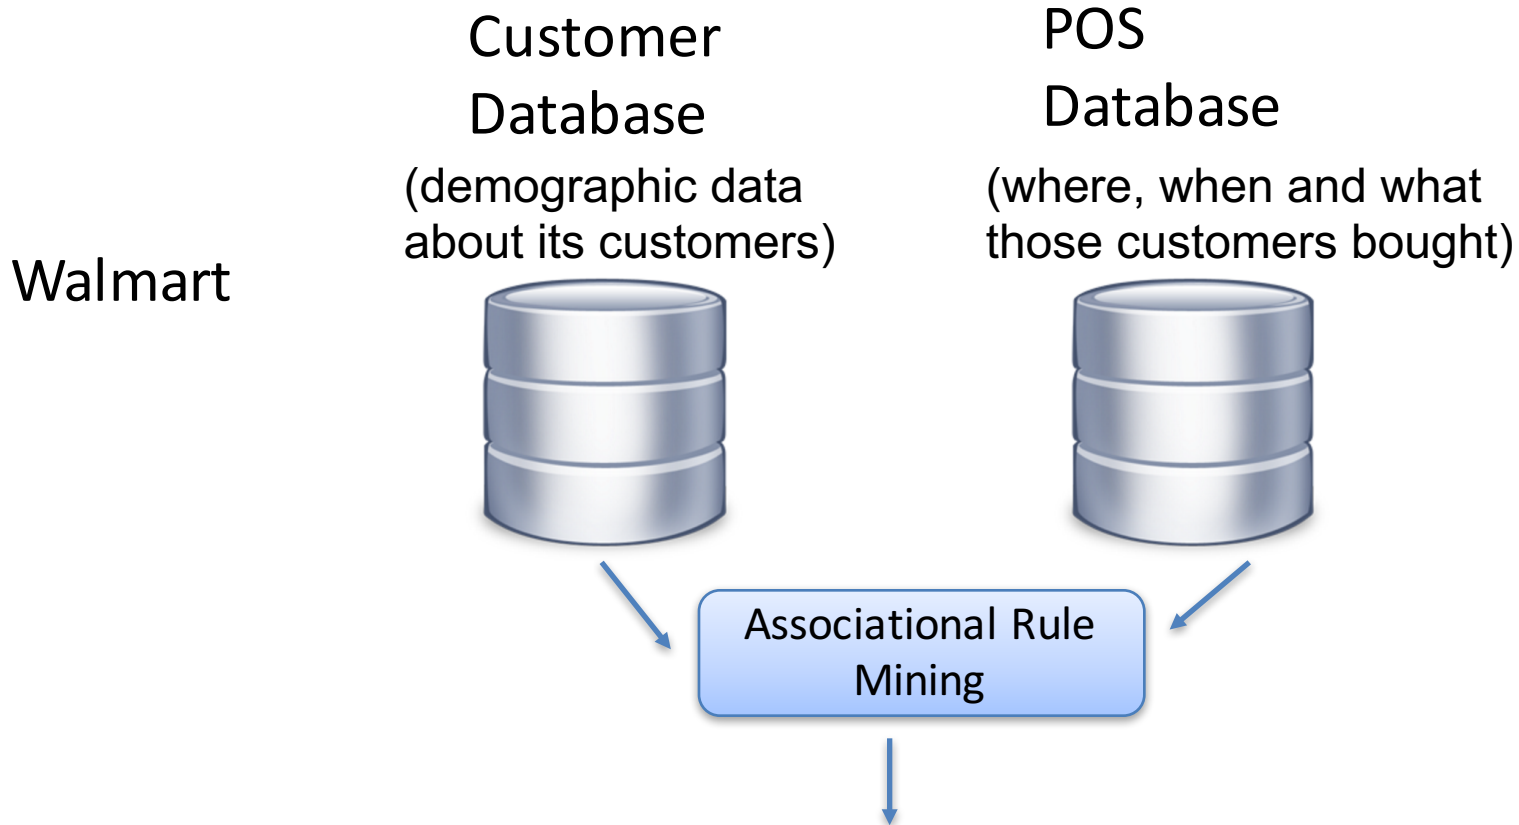 Customer
Database
(demographic data
about its customers)
POS
Database
(where, when and what
those customers bought)
Walmart
Associational Rule
Mining